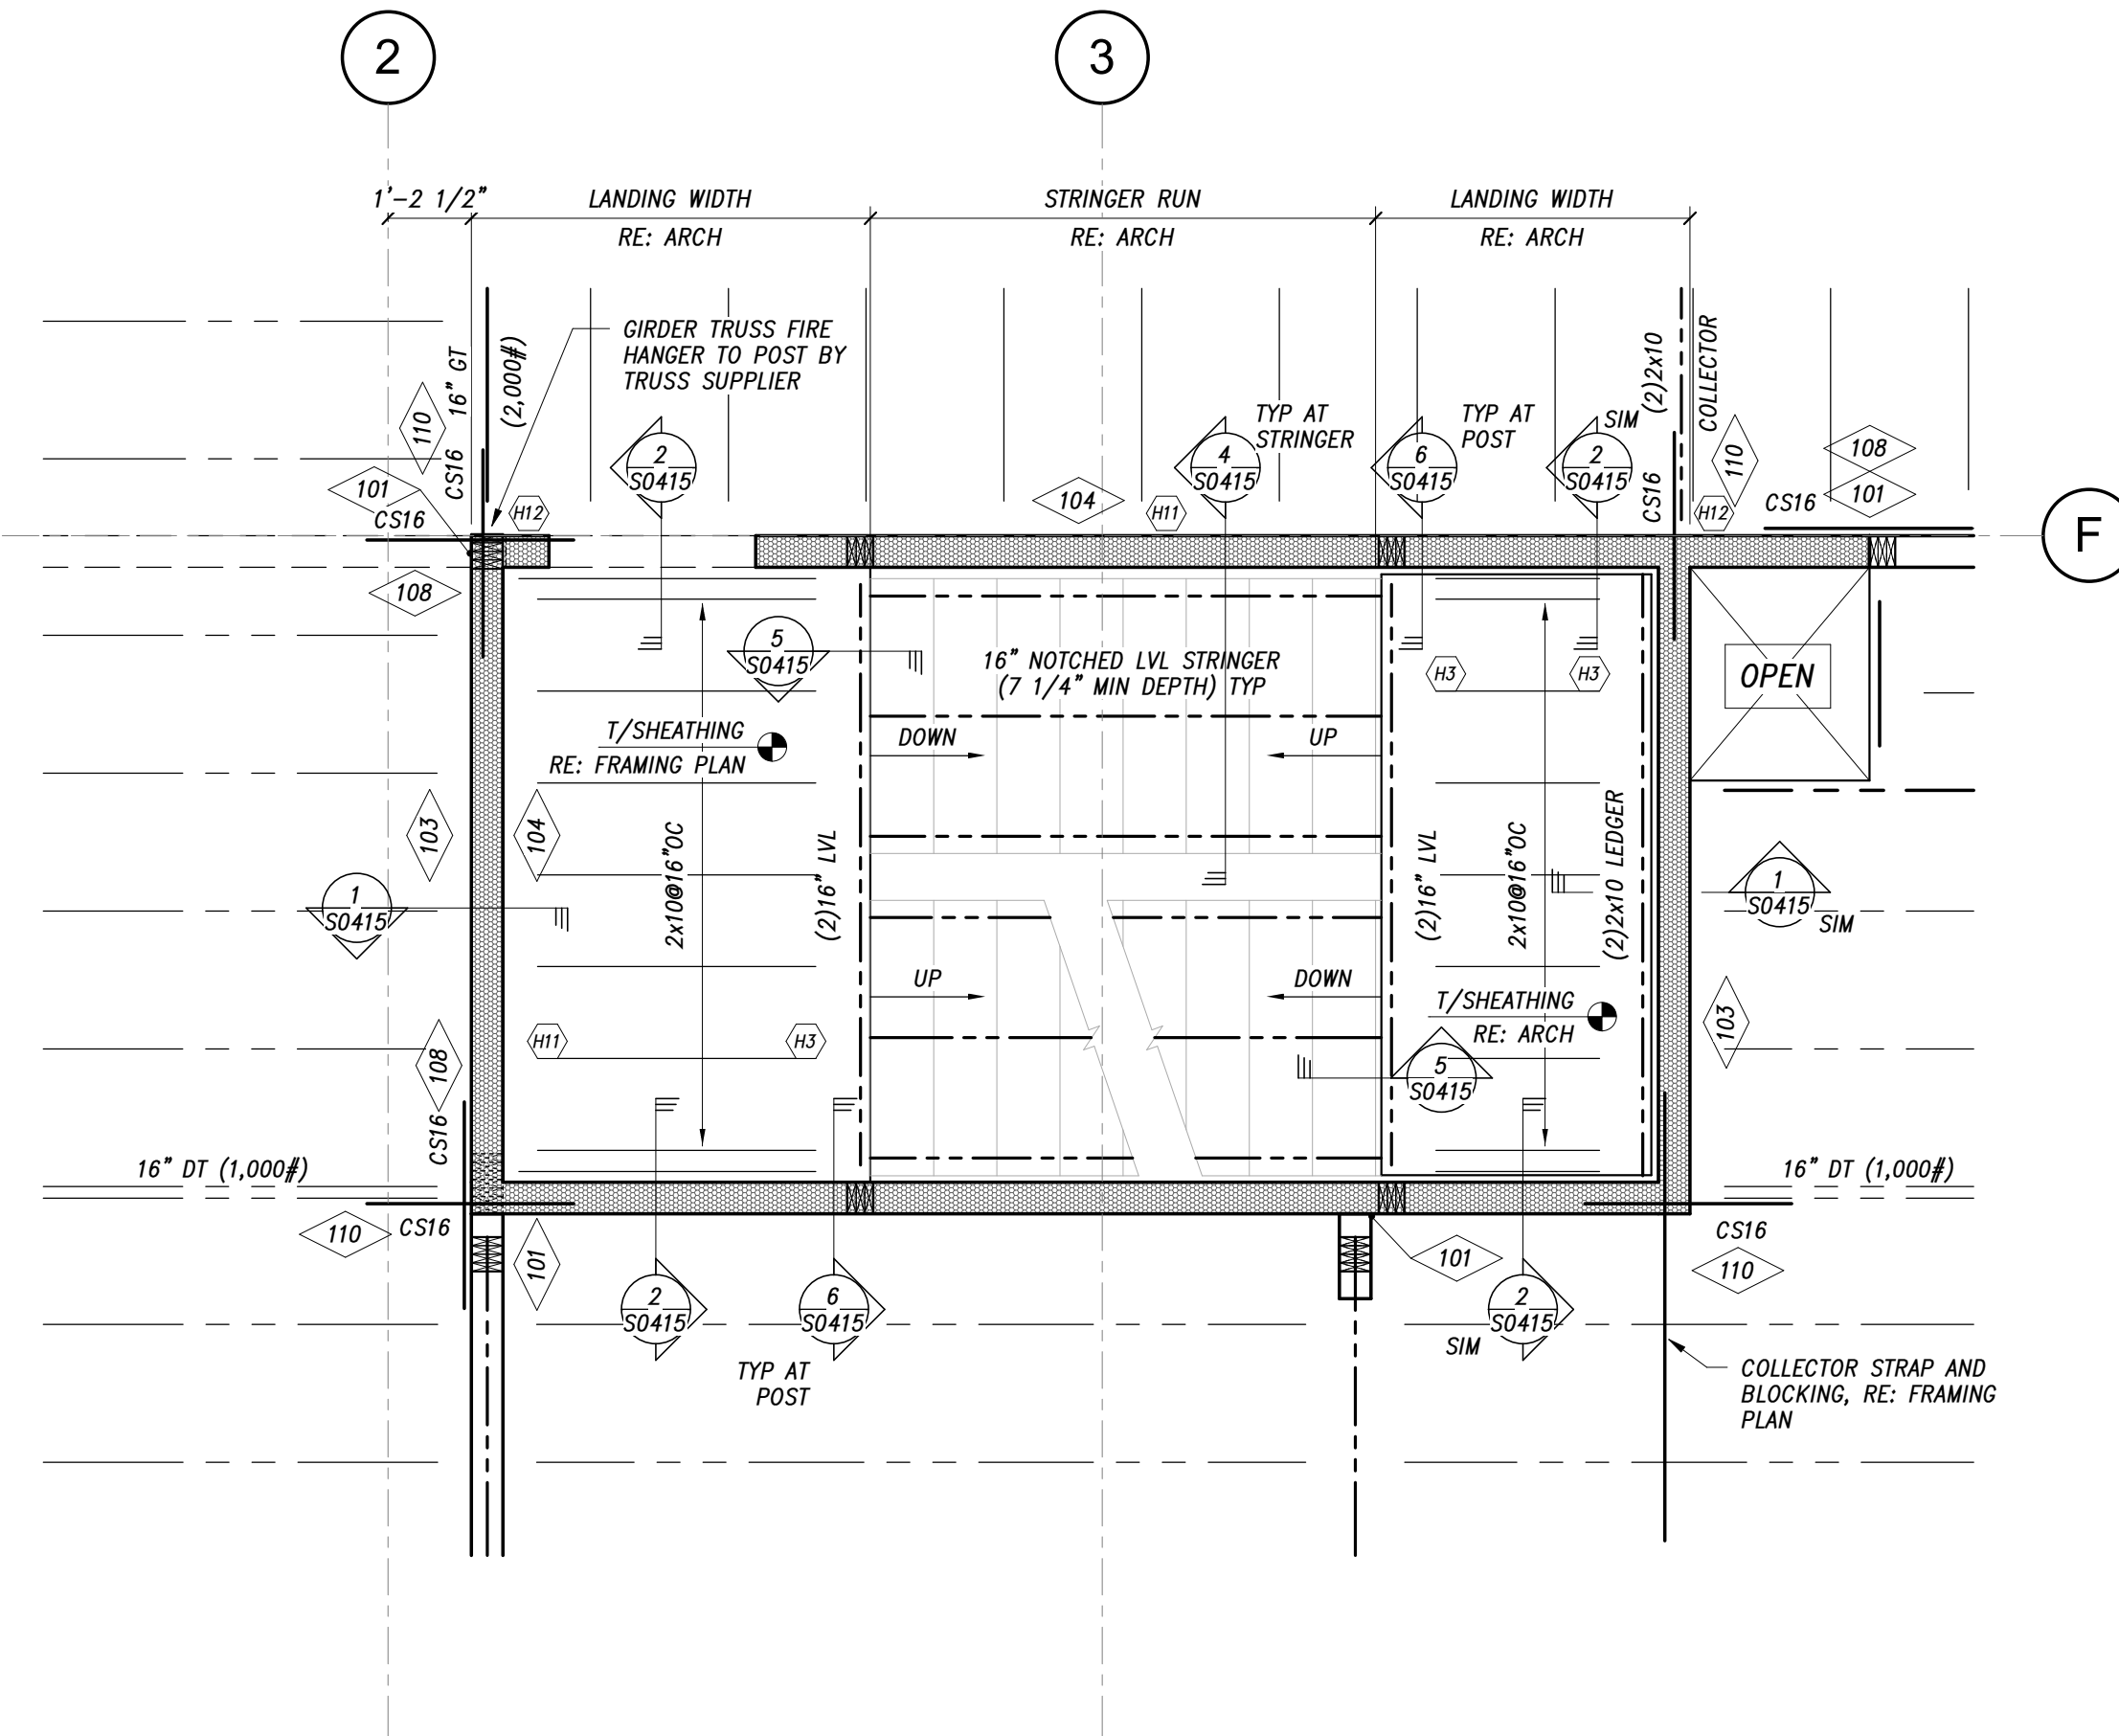 2
3
1'-2 1/2"
LANDING WIDTH
RE: ARCH
STRINGER RUN
RE: ARCH
LANDING WIDTH
RE: ARCH
GIRDER TRUSS FIRE
HANGER TO POST BY
TRUSS SUPPLIER
16" GT
(2,000#)
110
CS16
101
CS16
H12
108
2
S0415
104
H11
4
S0415
TYP AT
STRINGER
6
S0415
TYP AT
POST
2
S0415
SIM
(2)2x10
COLLECTOR
CS16
110
H12
108
101
CS16
F
5
S0415
16" NOTCHED LVL STRINGER
(7 1/4" MIN DEPTH) TYP
H3
H3
OPEN
T/SHEATHING
RE: FRAMING PLAN
DOWN
UP
103
104
2x10@16"OC
(2)16" LVL
(2)16" LVL
2x10@16"OC
(2)2x10 LEDGER
1
S0415
1
S0415
SIM
UP
DOWN
T/SHEATHING
RE: ARCH
103
H11
H3
108
5
S0415
CS16
16" DT (1,000#)
16" DT (1,000#)
110
CS16
101
101
CS16
110
2
S0415
6
S0415
TYP AT
POST
2
S0415
SIM
COLLECTOR STRAP AND
BLOCKING, RE: FRAMING
PLAN